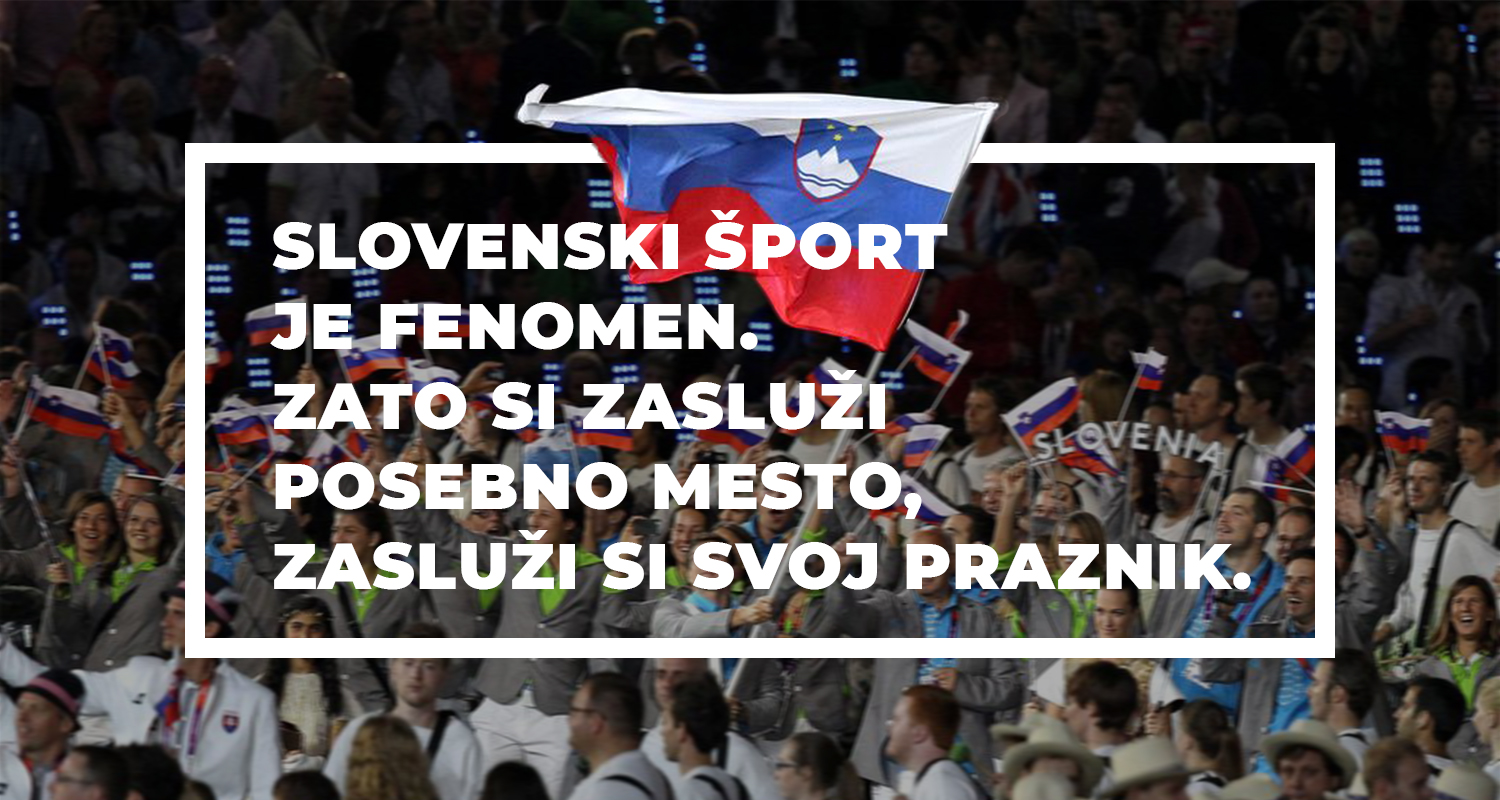 SLOVENSKI ŠPORT
JE FENOMEN.
ZATO SI ZASLUŽI
SLOVENIA
POSEBNO MESTO,
ZASLUŽI SI SVOJ PRAZNIK.